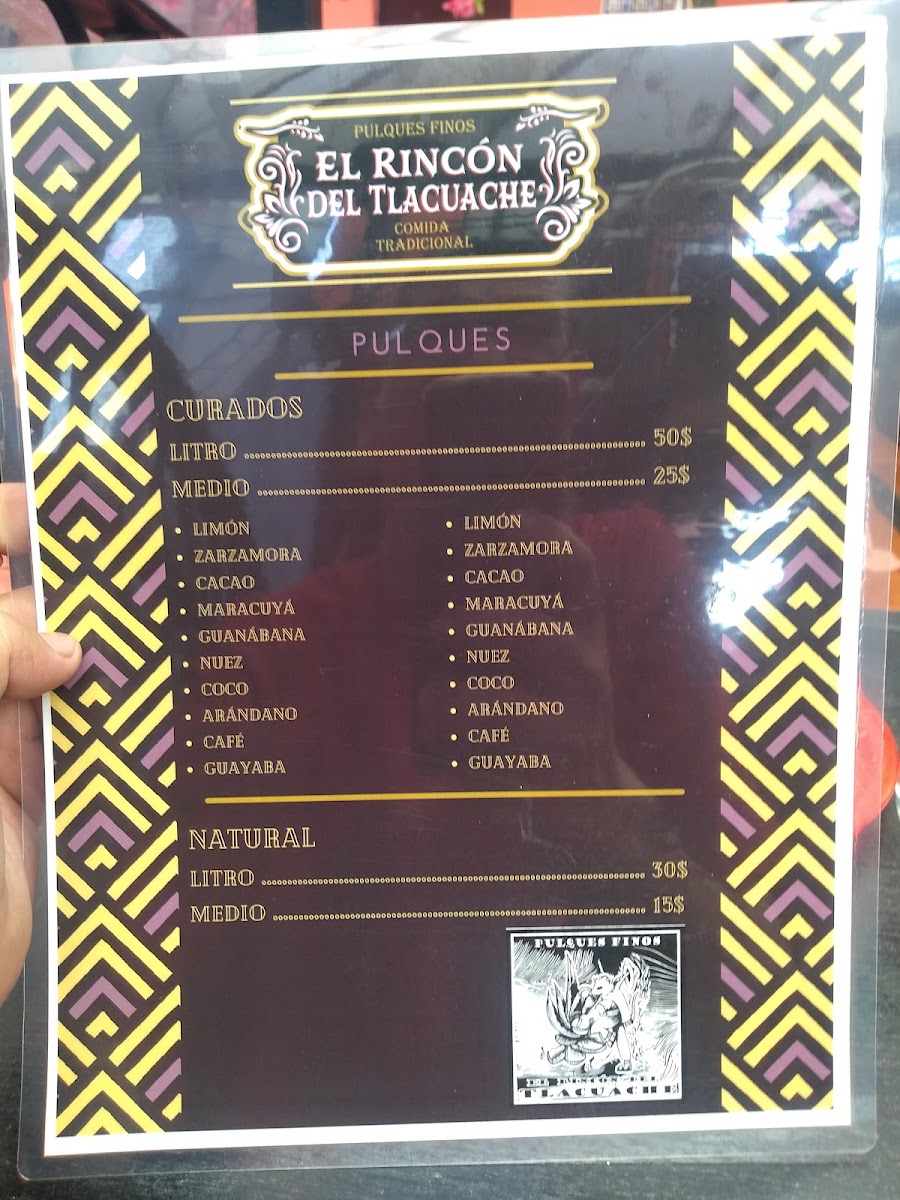 PULQUES FINOS
EL RINCÓN
DEL TLACUACHE
COMIDA
TRADICIONAL
PULQUES
CURADOS
LITRO ........................................ 50$
MEDIO ........................................ 25$
• LIMÓN
• ZARZAMORA
• CACAO
• MARACUYÁ
• GUANÁBANA
• NUEZ
• COCO
• ARÁNDANO
• CAFÉ
• GUAYABA
• LIMÓN
• ZARZAMORA
• CACAO
• MARACUYÁ
• GUANÁBANA
• NUEZ
• COCO
• ARÁNDANO
• CAFÉ
• GUAYABA
NATURAL
LITRO ........................................ 30$
MEDIO ........................................ 15$
PULQUES FINOS
TLACUACHE